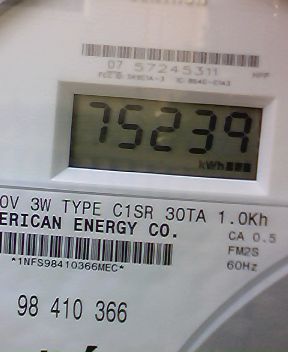 07 57245311
75239
kWh
0V 3W TYPE C1SR 30TA 1.0Kh
ERICAN ENERGY CO.
CA 0.5
FM2S
*1NFS98410366MEC*
60Hz
98 410 366